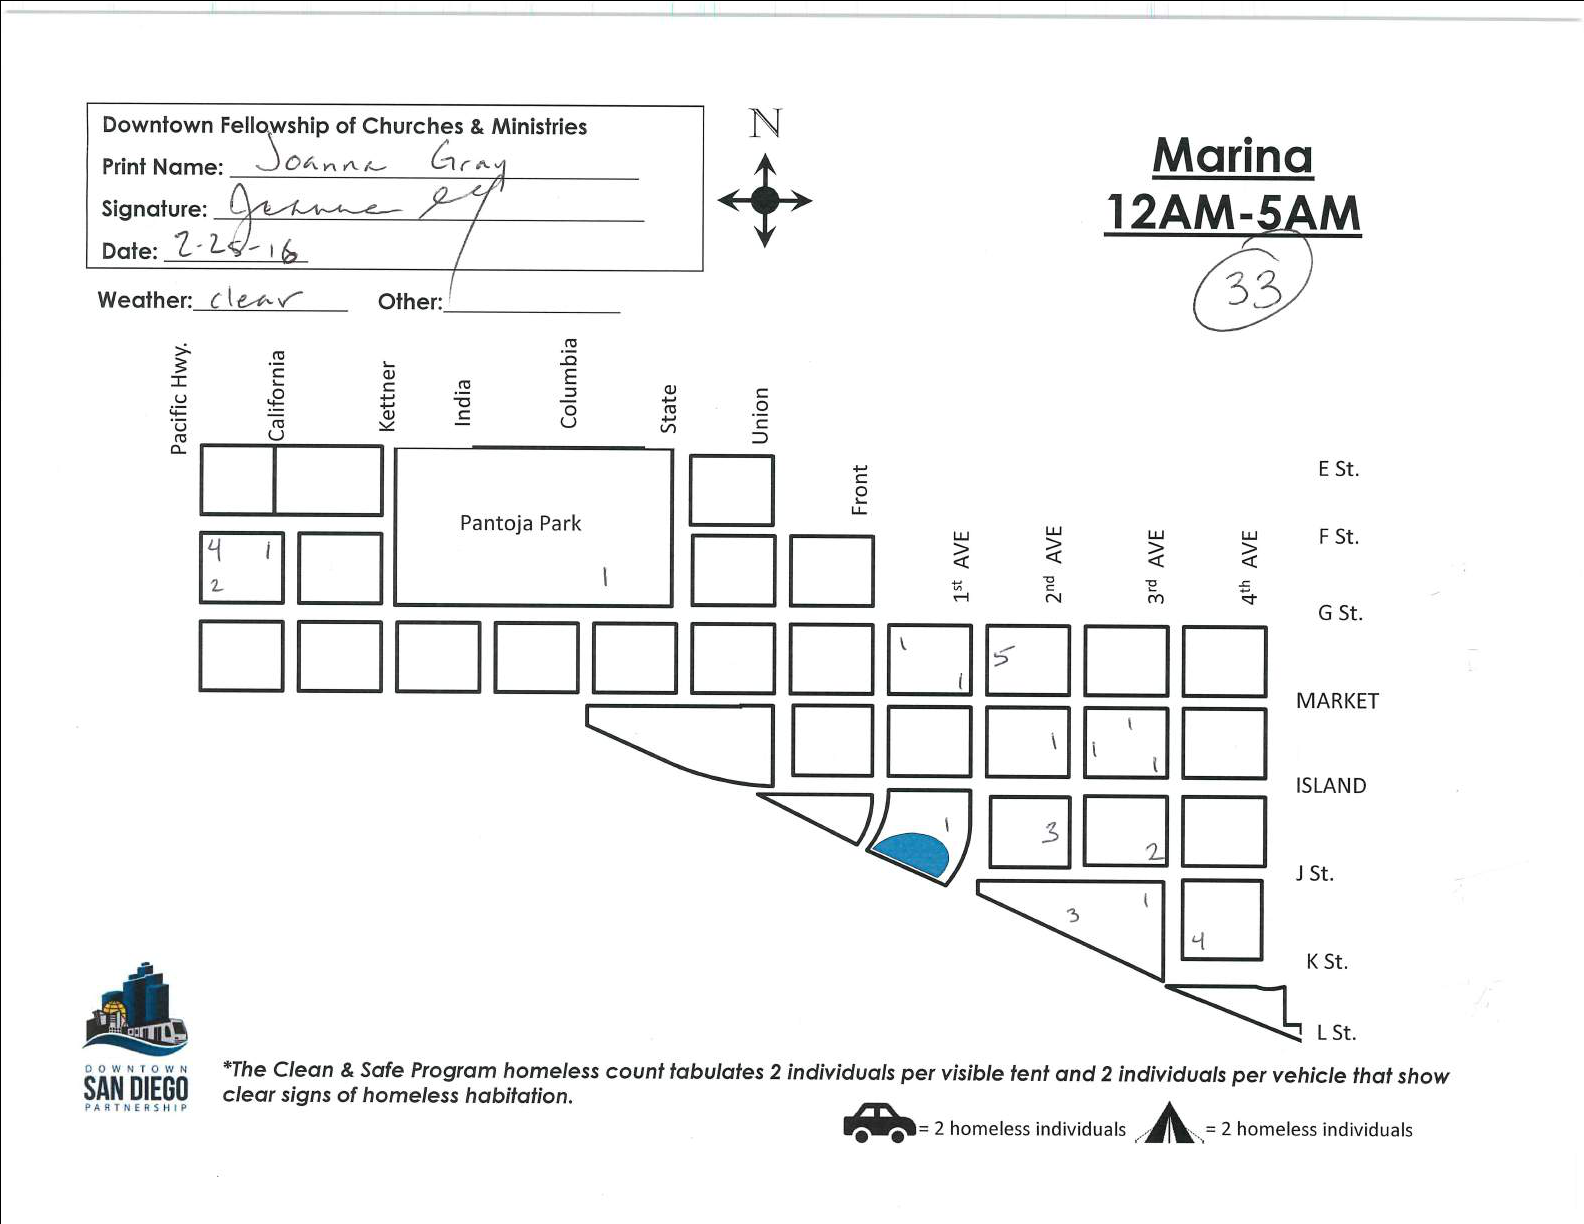 Downtown Fellowship of Churches & Ministries
Print Name: Joanna Gray
Signature:
Date: 2-25-16
Weather: clear Other:
N
Marina
12AM-5AM
33
Pacific Hwy.
California
Kettner
India
Columbia
State
Union
Front
1st AVE
2nd AVE
3rd AVE
4th AVE
E St.
Pantoja Park
F St.
4 1
2
1
G St.
1
1
5
MARKET
1
1
1
1
ISLAND
1
3
2
J St.
3
1
4
K St.
L St.
DOWNTOWN
SAN DIEGO
PARTNERSHIP
*The Clean & Safe Program homeless count tabulates 2 individuals per visible tent and 2 individuals per vehicle that show
clear signs of homeless habitation.
= 2 homeless individuals = 2 homeless individuals